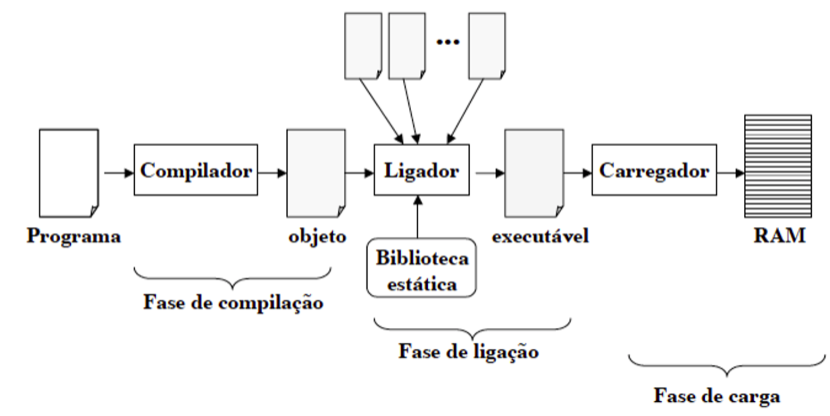 ...
Programa
Compilador
objeto
Ligador
executável
Carregador
RAM
Biblioteca
estática
Fase de compilação
Fase de ligação
Fase de carga